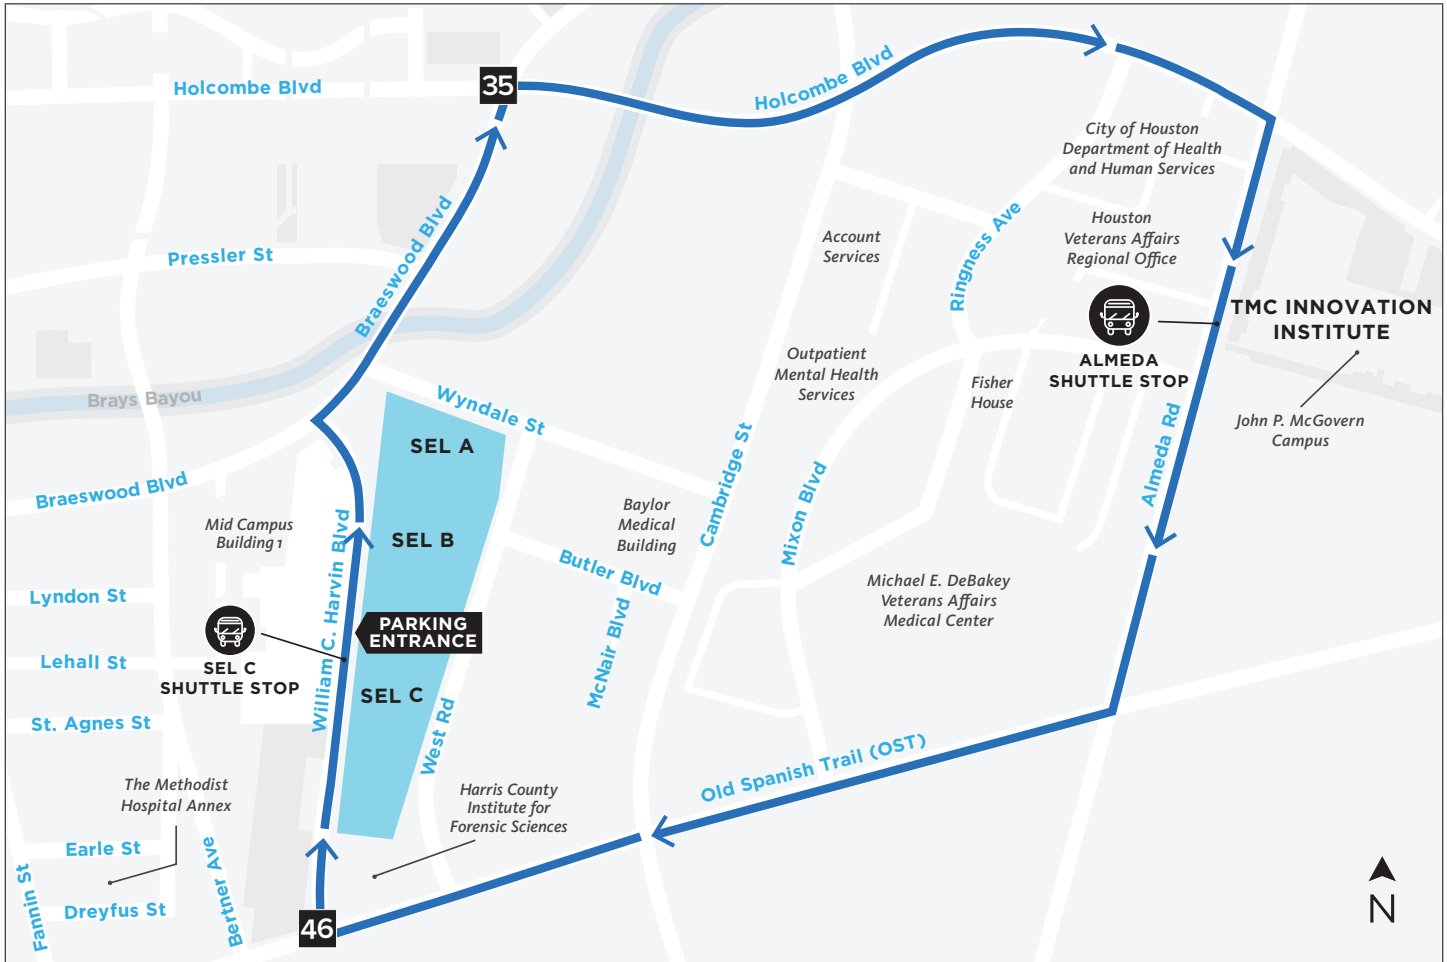 35
Holcombe Blvd
Holcombe Blvd
City of Houston
Department of Health
and Human Services
Braeswood Blvd
Pressler St
Ringness Ave
Account
Services
Houston
Veterans Affairs
Regional Office
TMC INNOVATION
INSTITUTE
ALMEDA
SHUTTLE STOP
Outpatient
Mental Health
Services
Fisher
House
John P. McGovern
Campus
Brays Bayou
Wyndale St
SEL A
Almeda Rd
Braeswood Blvd
Cambridge St
Mixon Blvd
Mid Campus
Building 1
SEL B
Baylor
Medical
Building
Butler Blvd
Michael E. DeBakey
Veterans Affairs
Medical Center
Lyndon St
William C. Harvin Blvd
PARKING
ENTRANCE
McNair Blvd
Lehall St
SEL C
SHUTTLE STOP
SEL C
St. Agnes St
West Rd
Old Spanish Trail (OST)
The Methodist
Hospital Annex
Harris County
Institute for
Forensic Sciences
Earle St
Fannin St
Bertner Ave
Dreyfus St
46
N